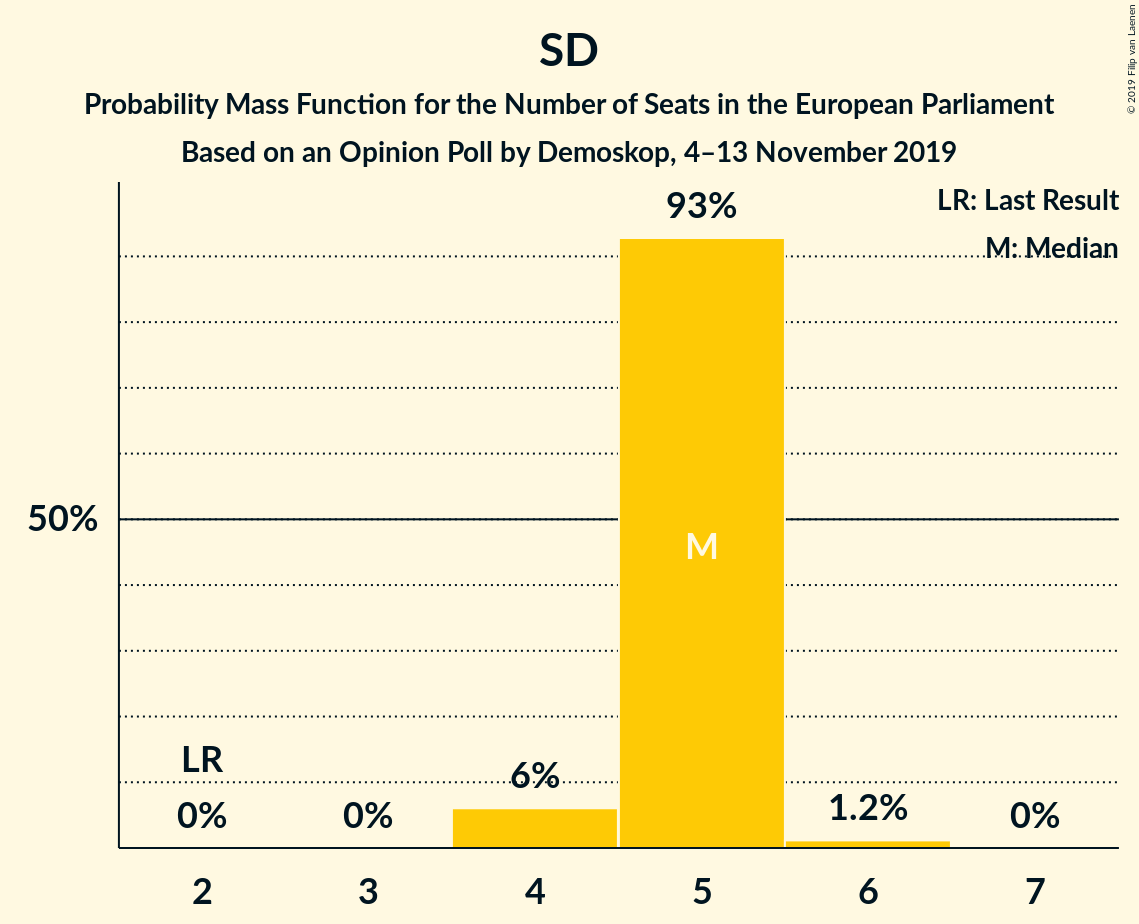 SD
Probability Mass Function for the Number of Seats in the European Parliament
Based on an Opinion Poll by Demoskop, 4–13 November 2019
© 2019 Filip van Laenen
LR: Last Result
M: Median
93%
50%
M
LR
0%
0%
6%
1.2%
0%
2 3 4 5 6 7